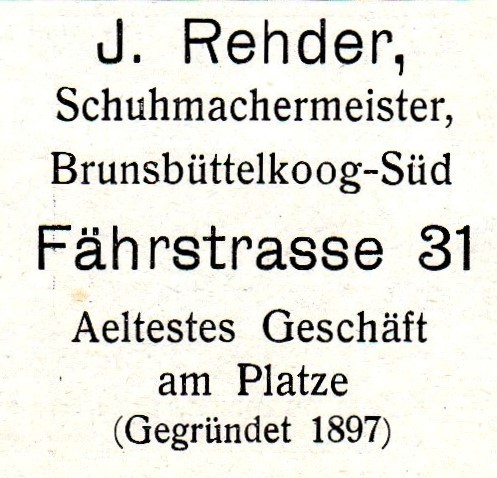 J. Rehder,
Schuhmachermeister,
Brunsbüttelkoog-Süd
Fährstrasse 31
Aeltestes Geschäft
am Platze
(Gegründet 1897)